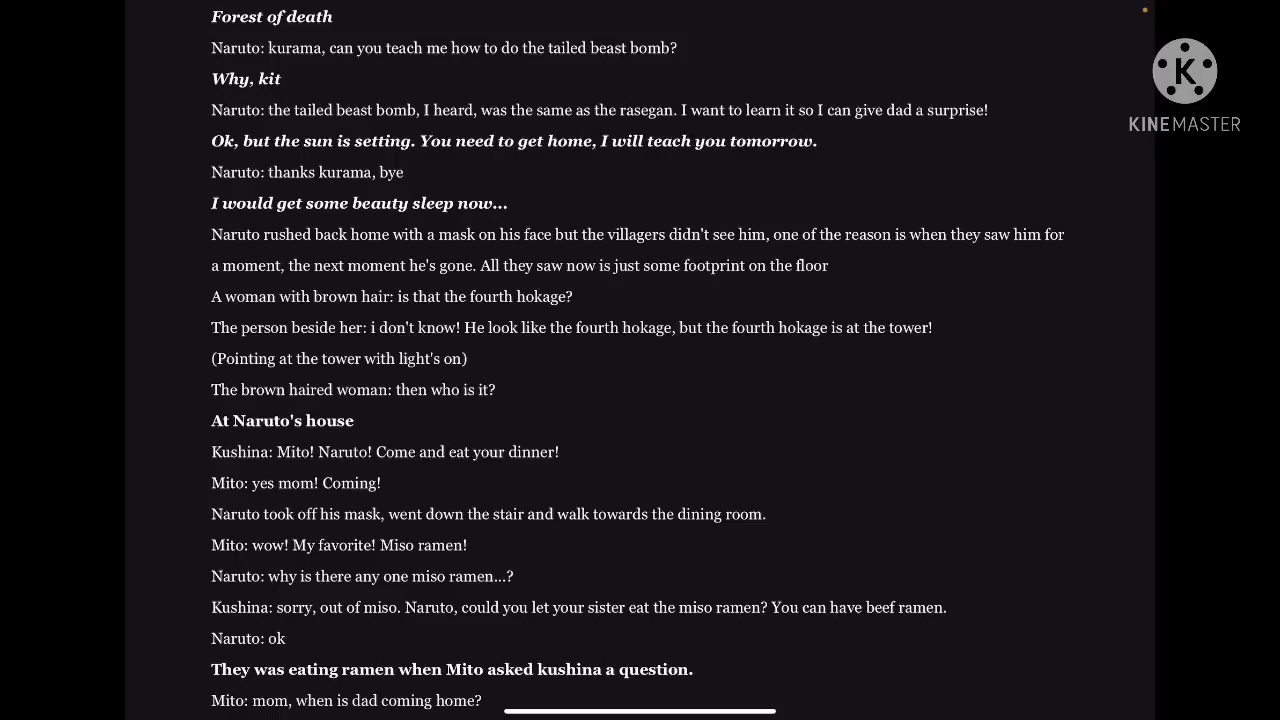 Forest of death
Naruto: kurama, can you teach me how to do the tailed beast bomb?
Why, kit
Naruto: the tailed beast bomb, I heard, was the same as the rasegan. I want to learn it so I can give dad a surprise!
Ok, but the sun is setting. You need to get home, I will teach you tomorrow.
Naruto: thanks kurama, bye
I would get some beauty sleep now...
Naruto rushed back home with a mask on his face but the villagers didn't see him, one of the reason is when they saw him for
a moment, the next moment he's gone. All they saw now is just some footprint on the floor
A woman with brown hair: is that the fourth hokage?
The person beside her: i don't know! He look like the fourth hokage, but the fourth hokage is at the tower!
(Pointing at the tower with light's on)
The brown haired woman: then who is it?
At Naruto's house
Kushina: Mito! Naruto! Come and eat your dinner!
Mito: yes mom! Coming!
Naruto took off his mask, went down the stair and walk towards the dining room.
Mito: wow! My favorite! Miso ramen!
Naruto: why is there any one miso ramen...?
Kushina: sorry, out of miso. Naruto, could you let your sister eat the miso ramen? You can have beef ramen.
Naruto: ok
They was eating ramen when Mito asked kushina a question.
Mito: mom, when is dad coming home?
K
KINEMASTER